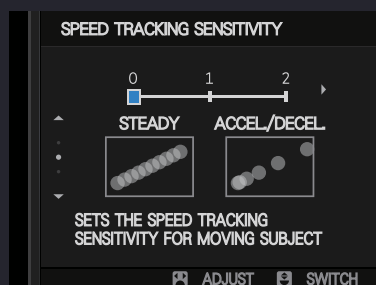 SPEED TRACKING SENSITIVITY
0 1 2
STEADY ACCEL./DECEL.
SETS THE SPEED TRACKING
SENSITIVITY FOR MOVING SUBJECT
ADJUST SWITCH